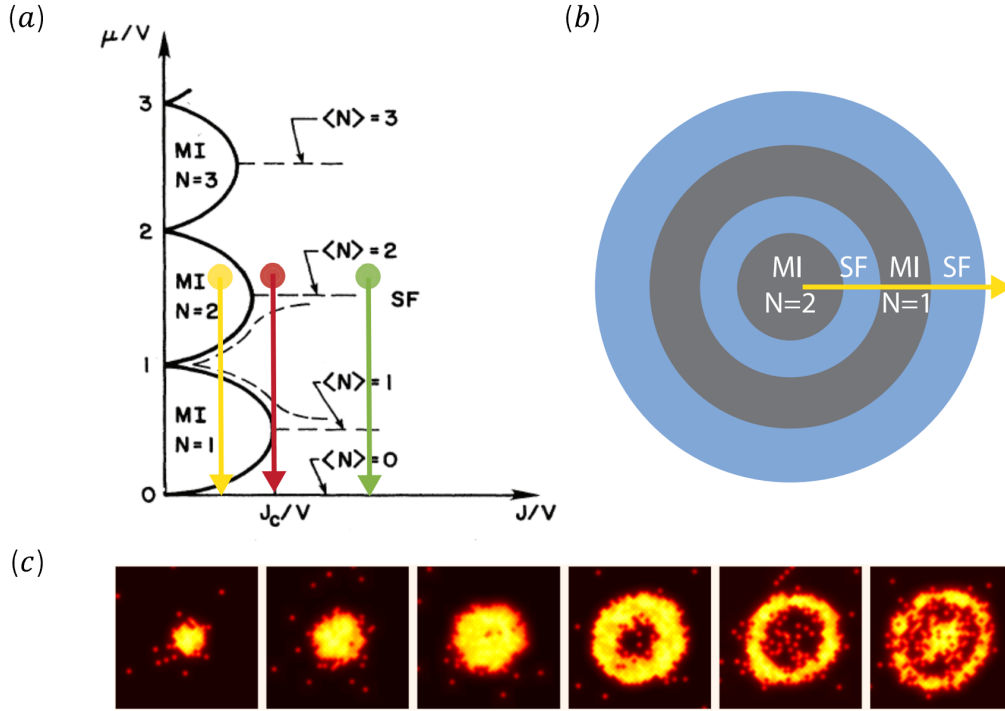 (a)
μ/V
3
MI
N=3
⟨N⟩=3
2
MI
N=2
⟨N⟩=2
SF
1
MI
N=1
⟨N⟩=1
⟨N⟩=0
0
J_c/V
J/V
(b)
MI
N=2
SF
MI
N=1
SF
(c)